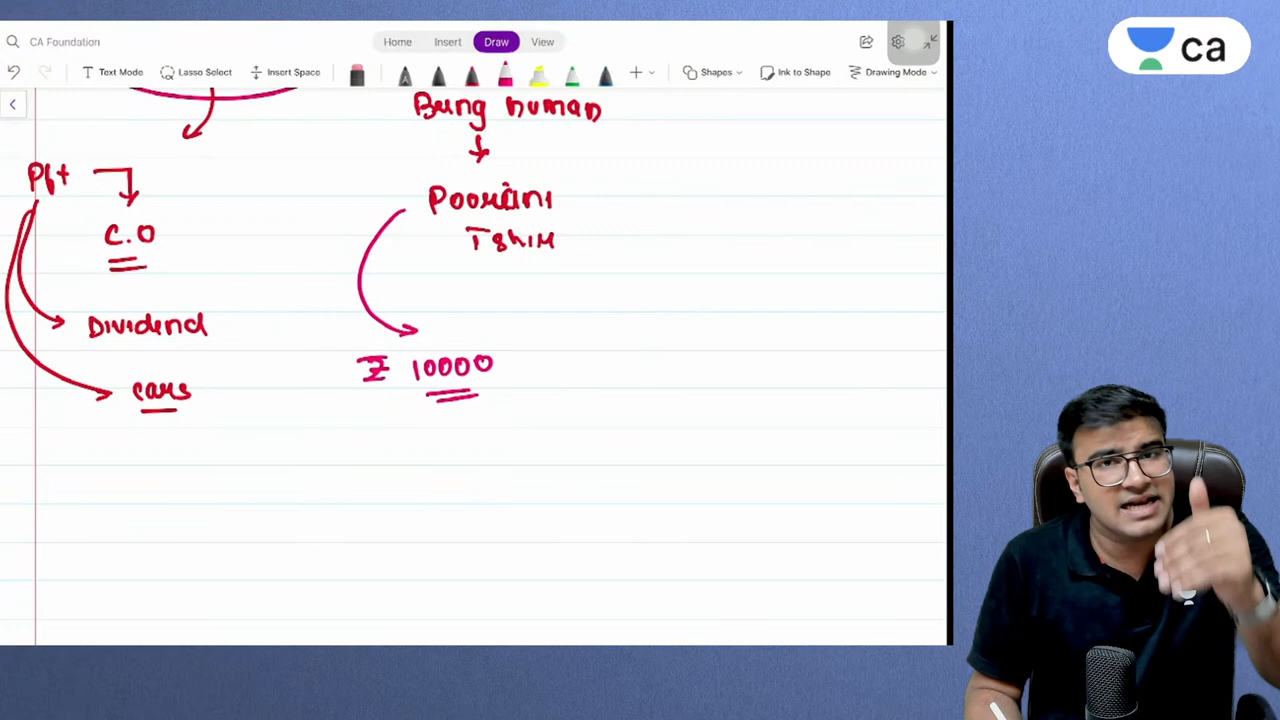 CA Foundation
Home Insert Draw View
ca
Text Mode Lasso Select Insert Space Shapes Ink to Shape Drawing Mode
Being human
Pft
C.O
Tshirt
Dividend
10000
cars